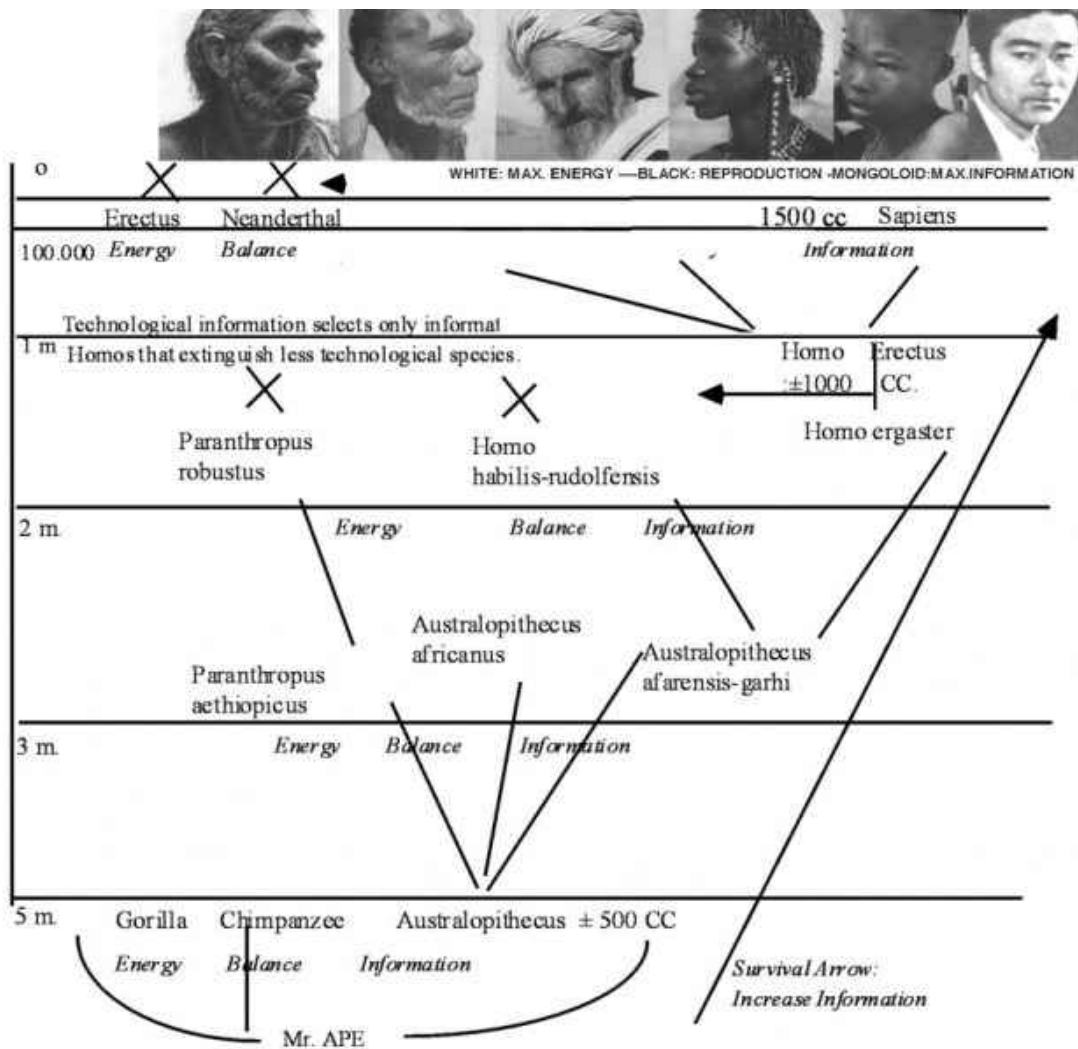 o
WHITE: MAX. ENERGY —BLACK: REPRODUCTION -MONGOLOID:MAX.INFORMATION
Erectus Neanderthal 1500 cc Sapiens
100.000 Energy Balance Information
Technological information selects only informat
1 m Homos that extinguish less technological species.
Homo Erectus
:±1000 CC.
Paranthropus robustus
Homo habilis-rudolfensis
Homo ergaster
2 m. Energy Balance Information
Australopithecus africanus
Australopithecus afarensis-garhi
Paranthropus aethiopicus
3 m. Energy Balance Information
5 m. Gorilla Chimpanzee Australopithecus ± 500 CC
Energy Balance Information
Survival Arrow:
Increase Information
Mr. APE